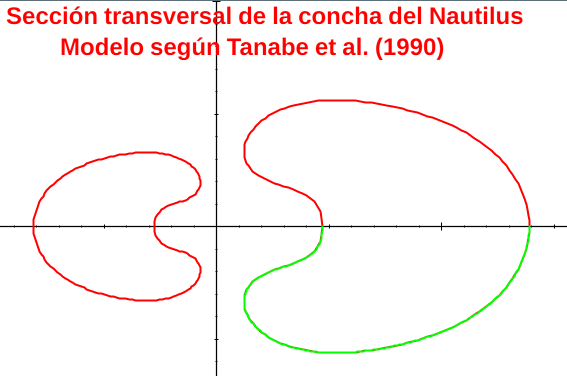 Sección transversal de la concha del Nautilus
Modelo según Tanabe et al. (1990)